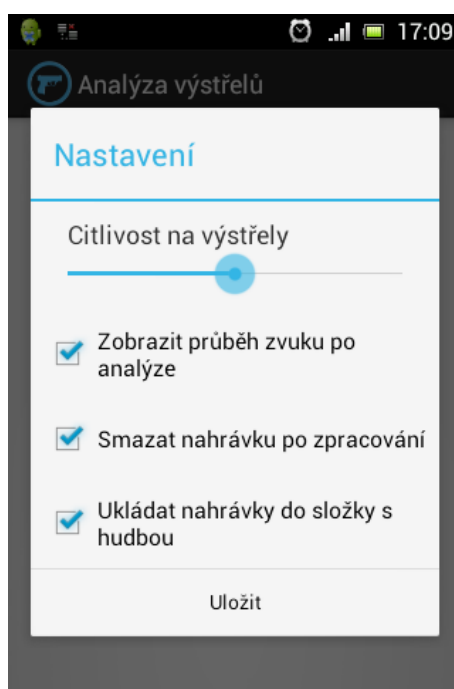 17:09
Analýza výstřelů
Nastavení
Citlivost na výstřely
Zobrazit průběh zvuku po
analýze
Smazat nahrávku po zpracování
Ukládat nahrávky do složky s
hudbou
Uložit